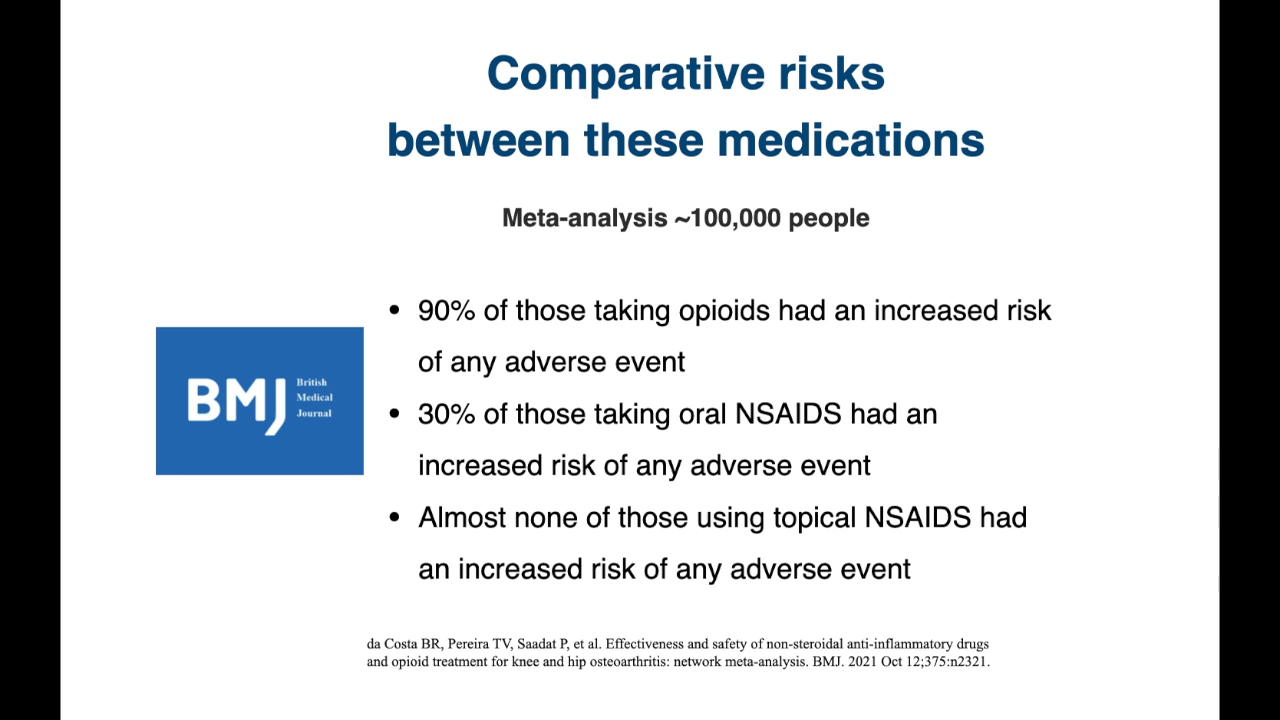 Comparative risks
between these medications
Meta-analysis ~100,000 people
• 90% of those taking opioids had an increased risk
of any adverse event
• 30% of those taking oral NSAIDS had an
increased risk of any adverse event
• Almost none of those using topical NSAIDS had
an increased risk of any adverse event
BMJ
British
Medical
Journal
da Costa BR, Pereira TV, Saadat P, et al. Effectiveness and safety of non-steroidal anti-inflammatory drugs
and opioid treatment for knee and hip osteoarthritis: network meta-analysis. BMJ. 2021 Oct 12;375:n2321.